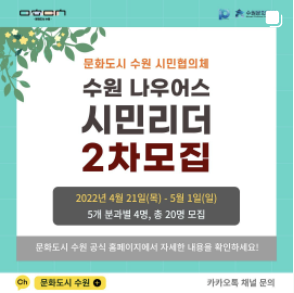 문화도시 수원 시민협의체
수원 나우어스
시민리더
2차모집
2022년 4월 21일(목) - 5월 1일(일)
5개 분과별 4명, 총 20명 모집
문화도시 수원 공식 홈페이지에서 자세한 내용을 확인하세요!
Ch 문화도시 수원
카카오톡 채널 문의